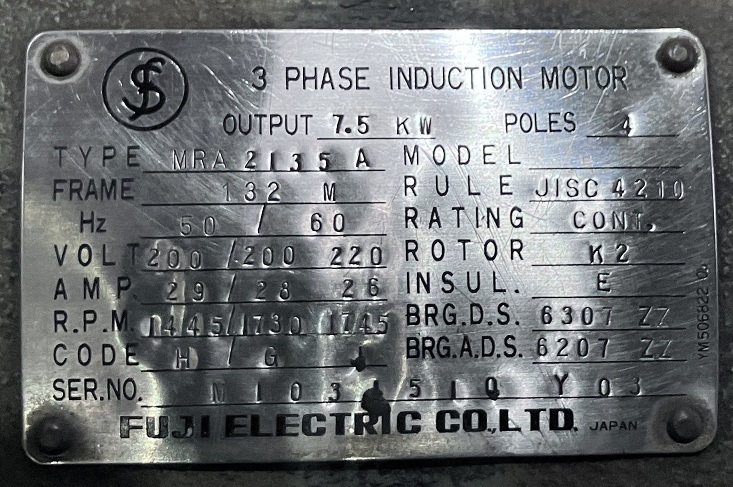 3 PHASE INDUCTION MOTOR
OUTPUT 7.5 KW POLES 4
TYPE MRA 2135 A MODEL
FRAME 132 M RULE JISC 4210
Hz 50 / 60 RATING CONT.
VOLT 200 / 200 220 ROTOR K2
AMP. 29 / 28 26 INSUL. E
R.P.M. 1445 / 1730 1745 BRG.D.S. 6307 ZZ
CODE H / G J BRG.A.D.S. 6207 ZZ
SER.NO. Y03
FUJI ELECTRIC CO.,LTD. JAPAN